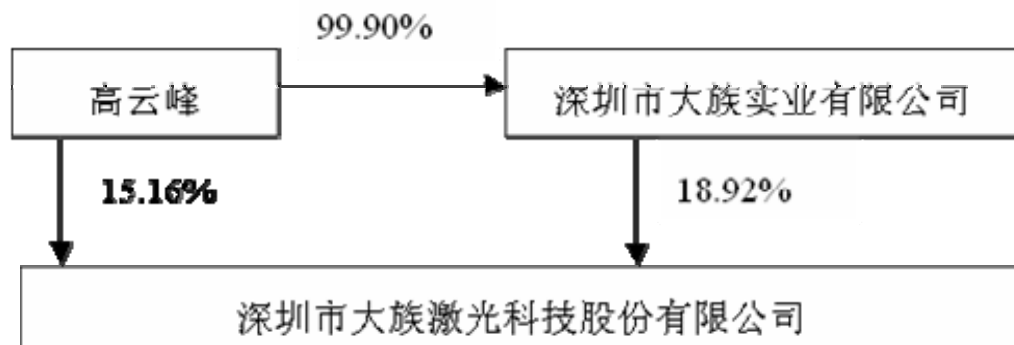 99.90%
高云峰
深圳市大族实业有限公司
15.16%
18.92%
深圳市大族激光科技股份有限公司